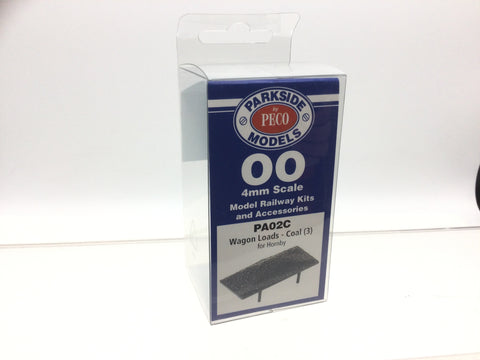 PARKSIDE
by
PECO
MODELS
OO
4mm Scale
Model Railway Kits
and Accessories
PA02C
Wagon Loads - Coal (3)
for Hornby